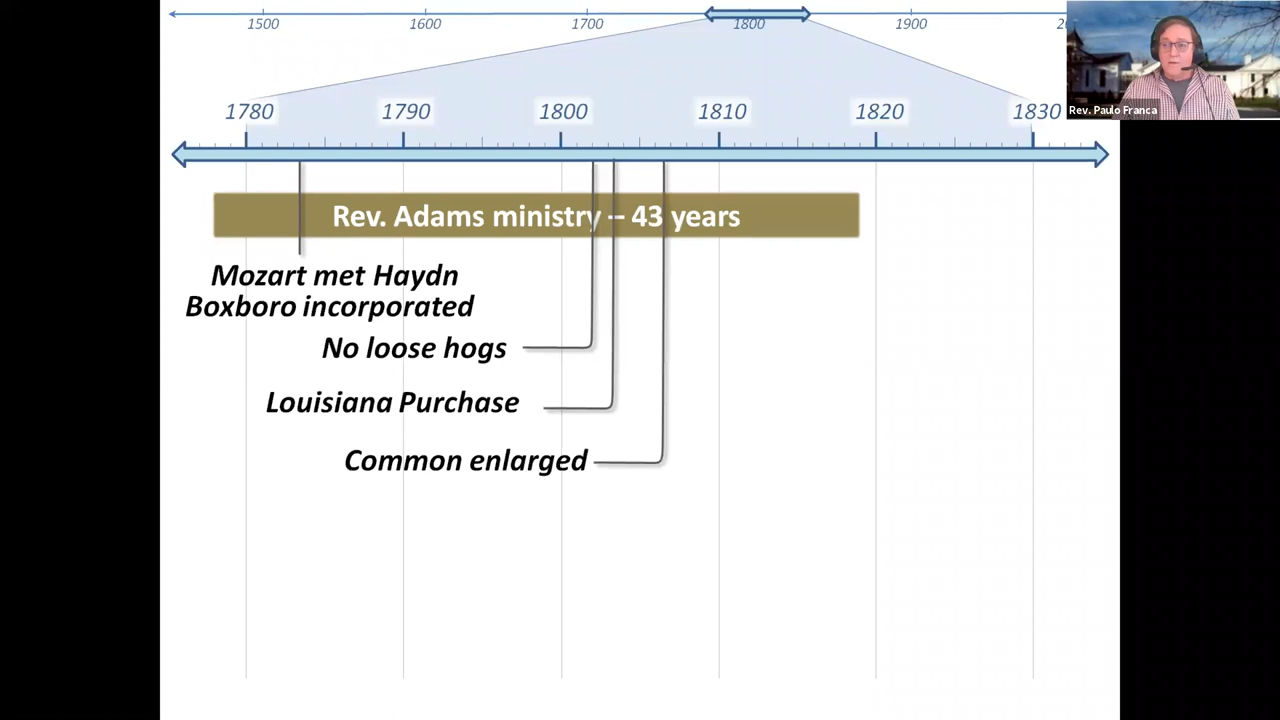 1500 1600 1700 1800 1900
1780 1790 1800 1810 1820 1830
Rev. Paulo Franca
Rev. Adams ministry – 43 years
Mozart met Haydn
Boxboro incorporated
No loose hogs
Louisiana Purchase
Common enlarged